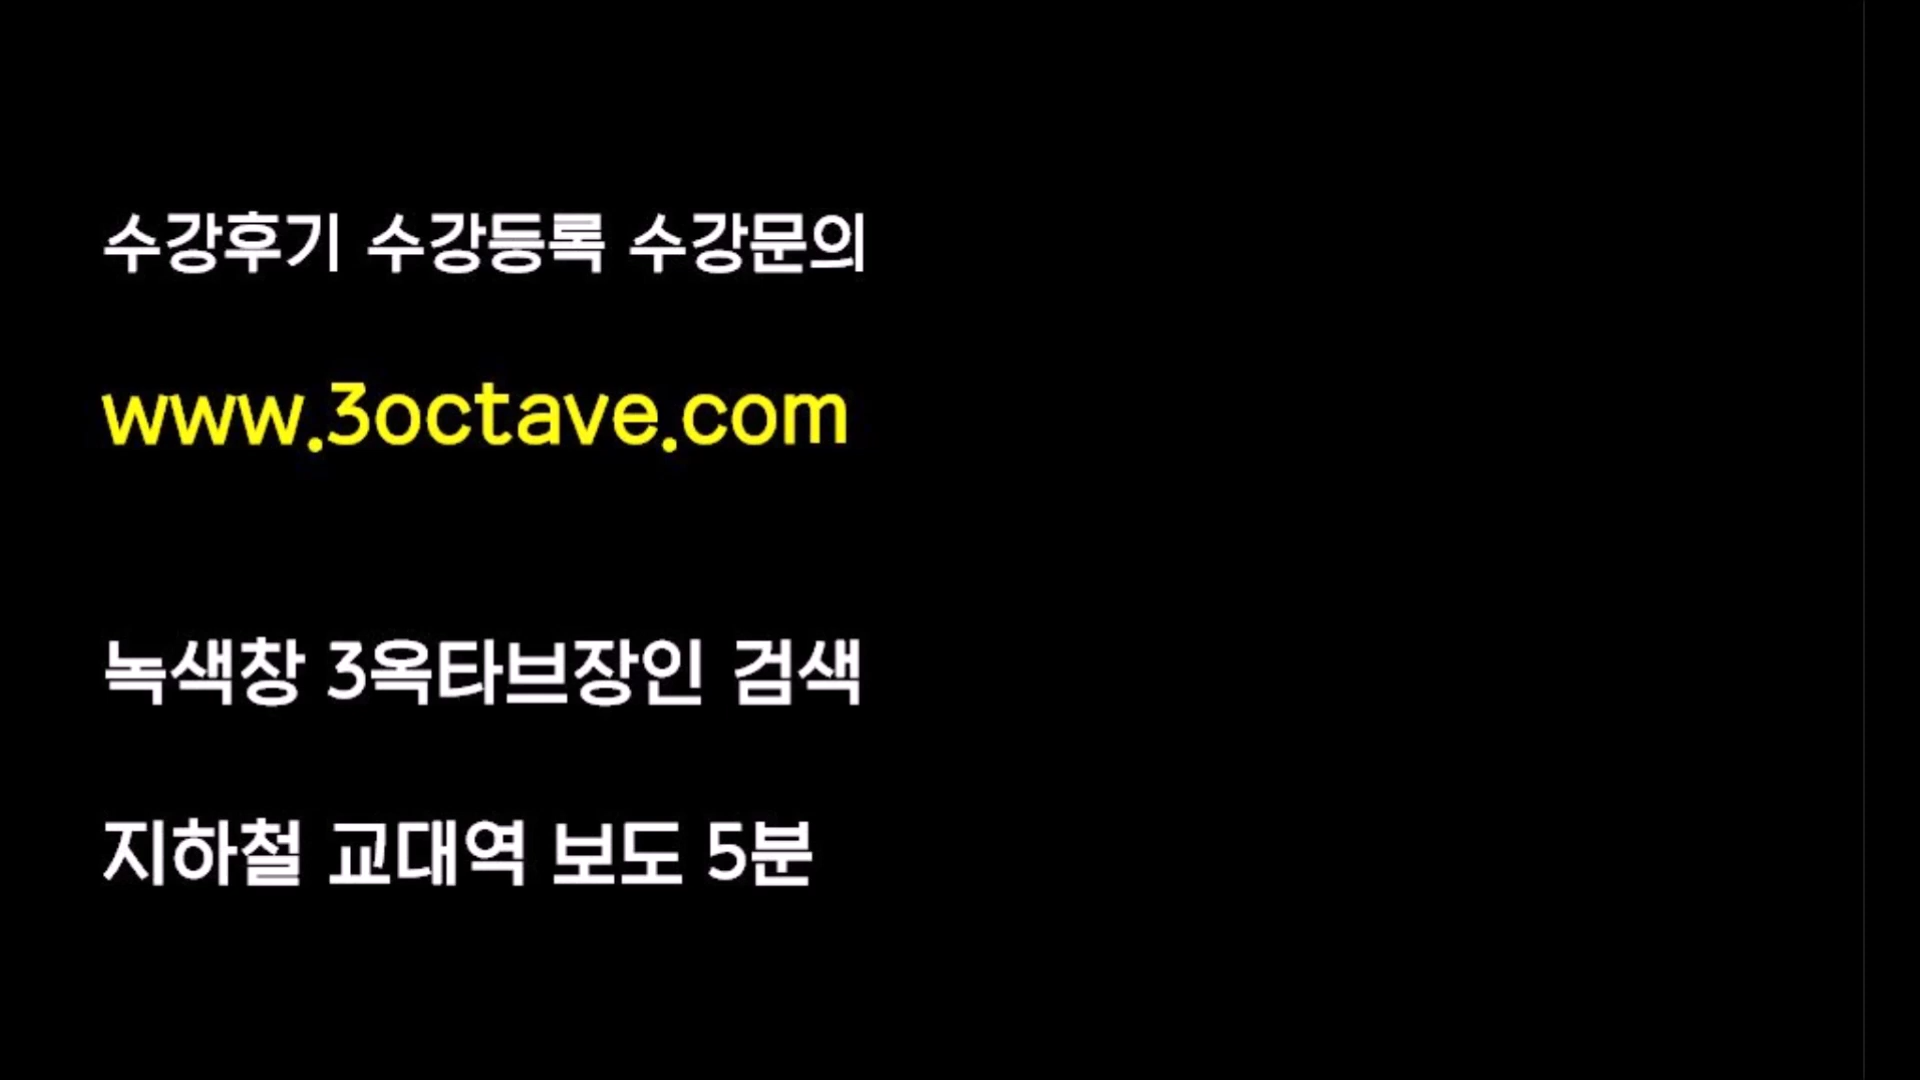 수강후기 수강등록 수강문의
www.3octave.com
녹색창 3옥타브장인 검색
지하철 교대역 보도 5분